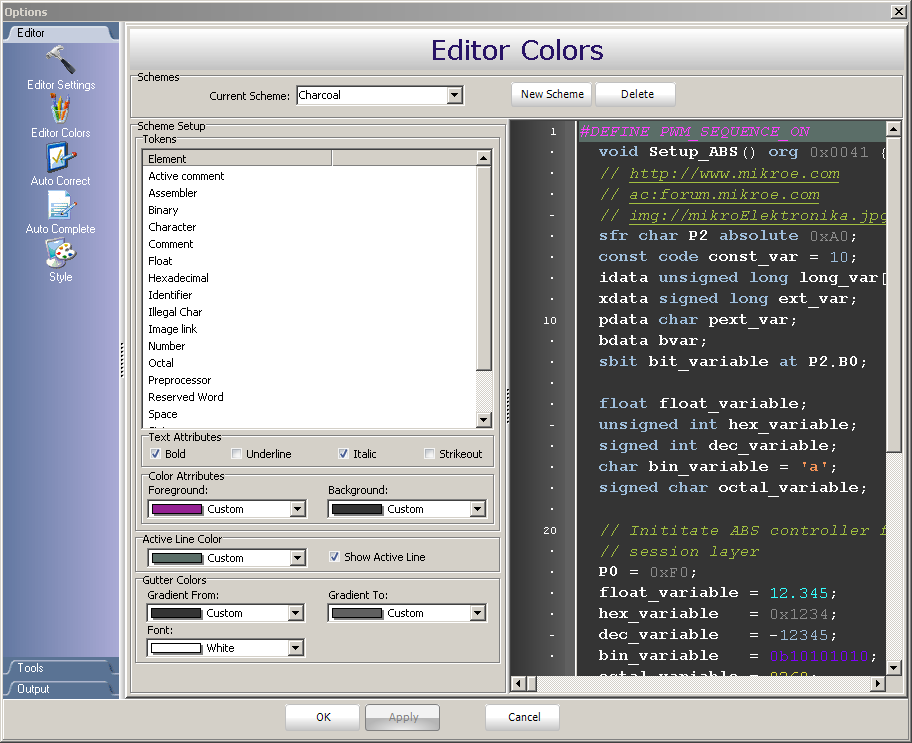 Options
Editor
Editor Settings
Editor Colors
Auto Correct
Auto Complete
Style
Tools
Output
Editor Colors
Schemes
Current Scheme: Charcoal
New Scheme
Delete
Scheme Setup
Tokens
Element
Active comment
Assembler
Binary
Character
Comment
Float
Hexadecimal
Identifier
Illegal Char
Image link
Number
Octal
Preprocessor
Reserved Word
Space
Text Attributes
Bold Underline Italic Strikeout
Color Atrributes
Foreground: Background:
Custom Custom
Active Line Color
Custom Show Active Line
Gutter Colors
Gradient From: Gradient To:
Custom Custom
Font:
White
1 #DEFINE PWM_SEQUENCE_ON
void Setup_ABS() org 0x0041 {
// http://www.mikroe.com
// ac:forum.mikroe.com
// img://mikroElektronika.jpg
sfr char P2 absolute 0xA0;
const code const_var = 10;
idata unsigned long long_var[
xdata signed long ext_var;
10 pdata char pext_var;
bdata bvar;
sbit bit_variable at P2.B0;
float float_variable;
unsigned int hex_variable;
signed int dec_variable;
char bin_variable = 'a';
signed char octal_variable;
20 // Inititate ABS controller f
// session layer
P0 = 0xF0;
float_variable = 12.345;
hex_variable = 0x1234;
dec_variable = -12345;
bin_variable = 0b10101010;
octal_variable = 0260;
OK
Apply
Cancel